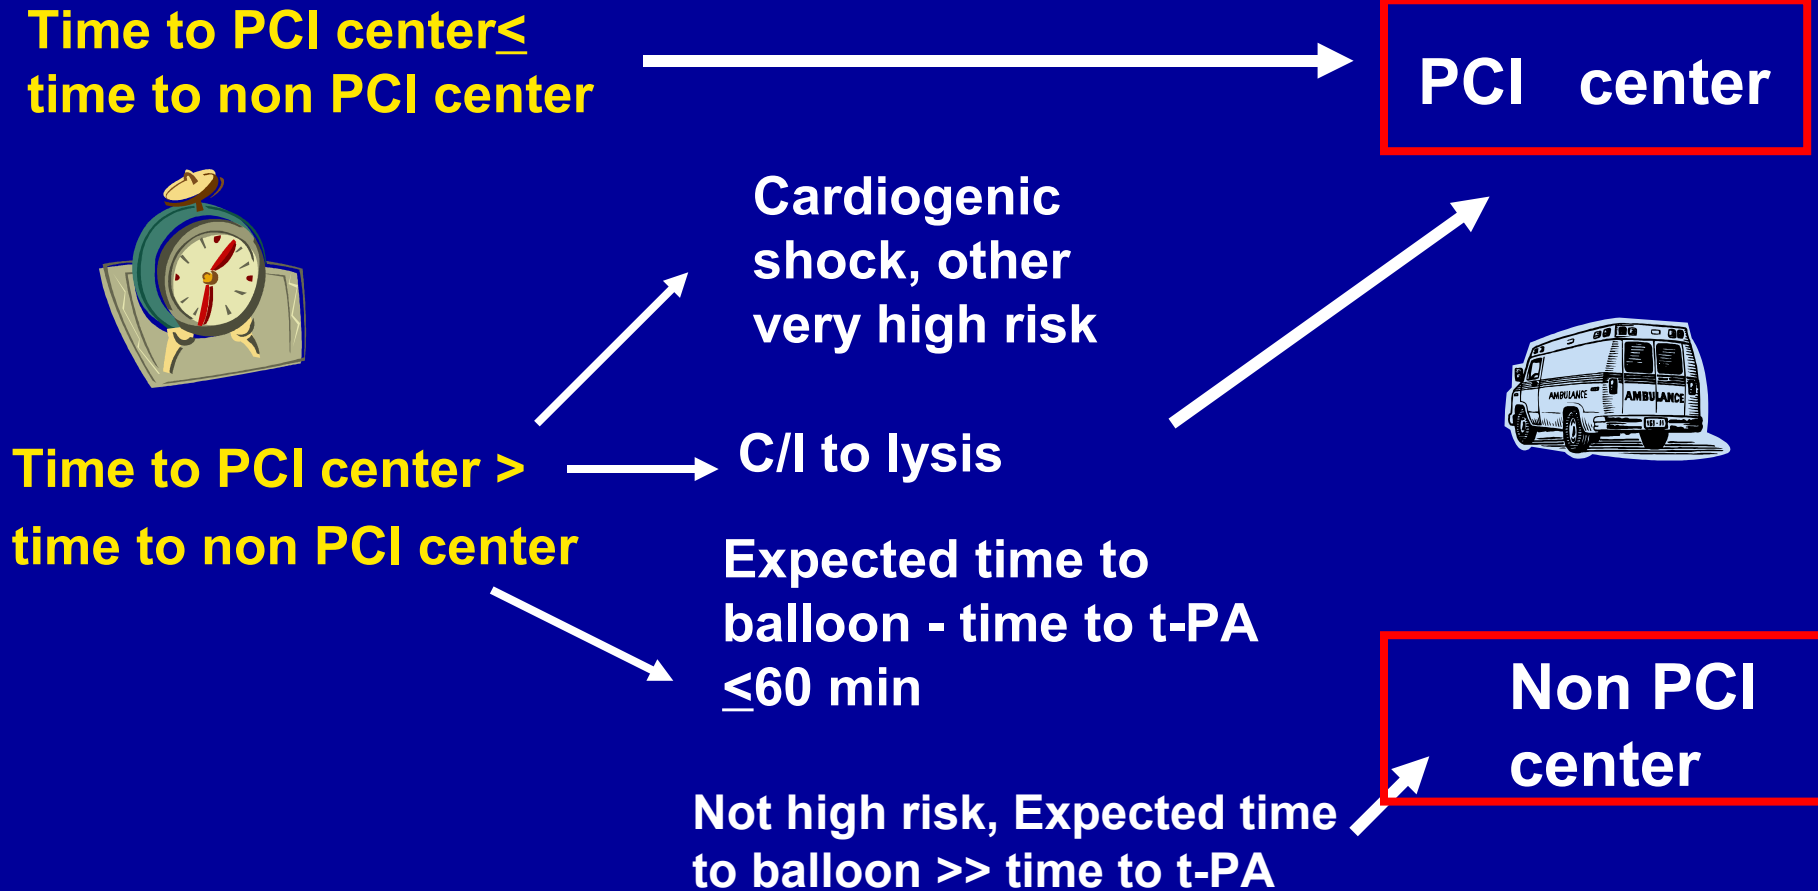 Time to PCI center≤
time to non PCI center
PCI center
Cardiogenic
shock, other
very high risk
AMBULANCE
AMBULANCE
Time to PCI center >
time to non PCI center
C/I to lysis
Expected time to
balloon - time to t-PA
≤60 min
Non PCI
center
Not high risk, Expected time
to balloon >> time to t-PA